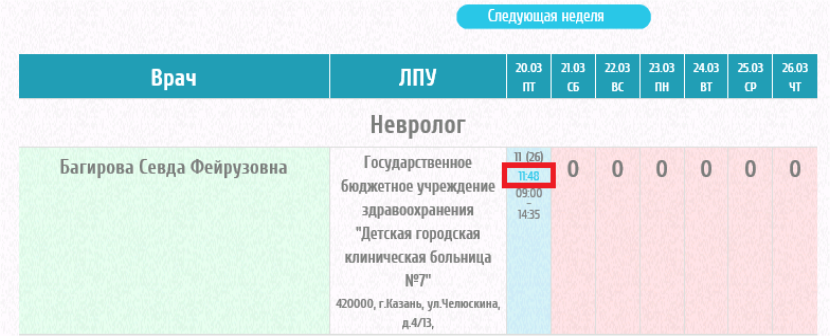 Следующая неделя
Врач ЛПУ 20.03 21.03 22.03 23.03 24.03 25.03 26.03
ПТ СБ ВС ПН ВТ СР ЧТ
Невролог
Багирова Севда Фейрузовна
Государственное
бюджетное учреждение
здравоохранения
"Детская городская
клиническая больница
№7"
420000, г.Казань, ул.Челюскина,
д.4/13,
11 (26)
11:48
09:00
-
14:35
0 0 0 0 0 0